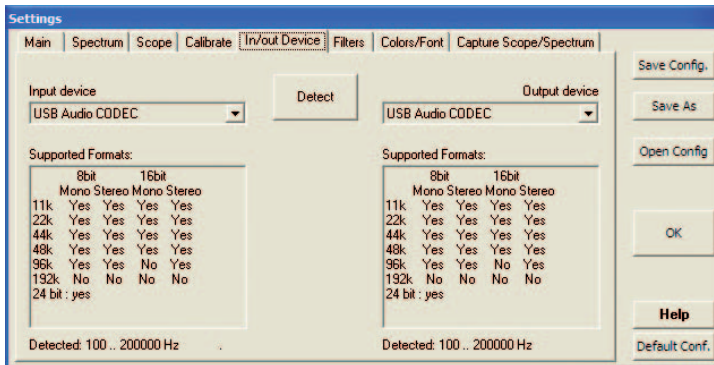 Settings
Main Spectrum Scope Calibrate In/out Device Filters Colors/Font Capture Scope/Spectrum
Input device
USB Audio CODEC
Supported Formats:
8bit 16bit
Mono Stereo Mono Stereo
11k Yes Yes Yes Yes
22k Yes Yes Yes Yes
44k Yes Yes Yes Yes
48k Yes Yes Yes Yes
96k Yes Yes No Yes
192k No No No No
24 bit : yes
Detected: 100 .. 200000 Hz .
Detect
Output device
USB Audio CODEC
Supported Formats:
8bit 16bit
Mono Stereo Mono Stereo
11k Yes Yes Yes Yes
22k Yes Yes Yes Yes
44k Yes Yes Yes Yes
48k Yes Yes Yes Yes
96k Yes Yes No Yes
192k No No No No
24 bit : yes
Detected: 100 .. 200000 Hz
Save Config.
Save As
Open Config
OK
Help
Default Conf.